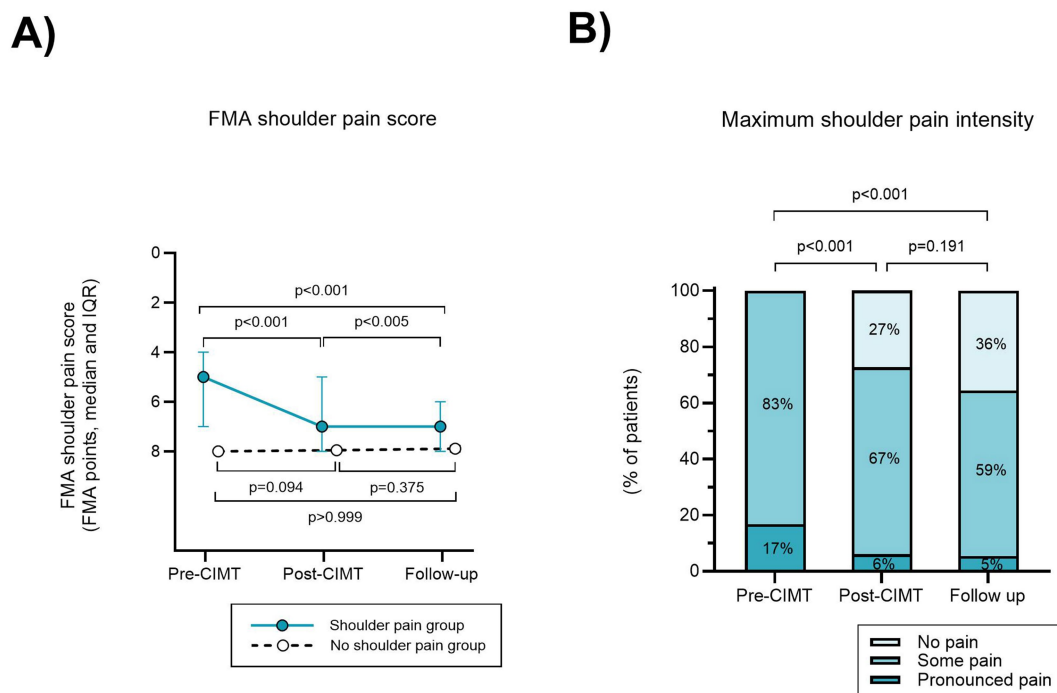 A)
FMA shoulder pain score
FMA shoulder pain score
(FMA points, median and IQR)
0
2
4
6
8
p<0.001
p<0.001
p<0.005
p=0.094
p=0.375
p>0.999
Pre-CIMT
Post-CIMT
Follow-up
Shoulder pain group
No shoulder pain group
B)
Maximum shoulder pain intensity
p<0.001
p<0.001
p=0.191
(% of patients)
100
80
60
40
20
0
83%
17%
27%
67%
6%
36%
59%
5%
Pre-CIMT
Post-CIMT
Follow up
No pain
Some pain
Pronounced pain